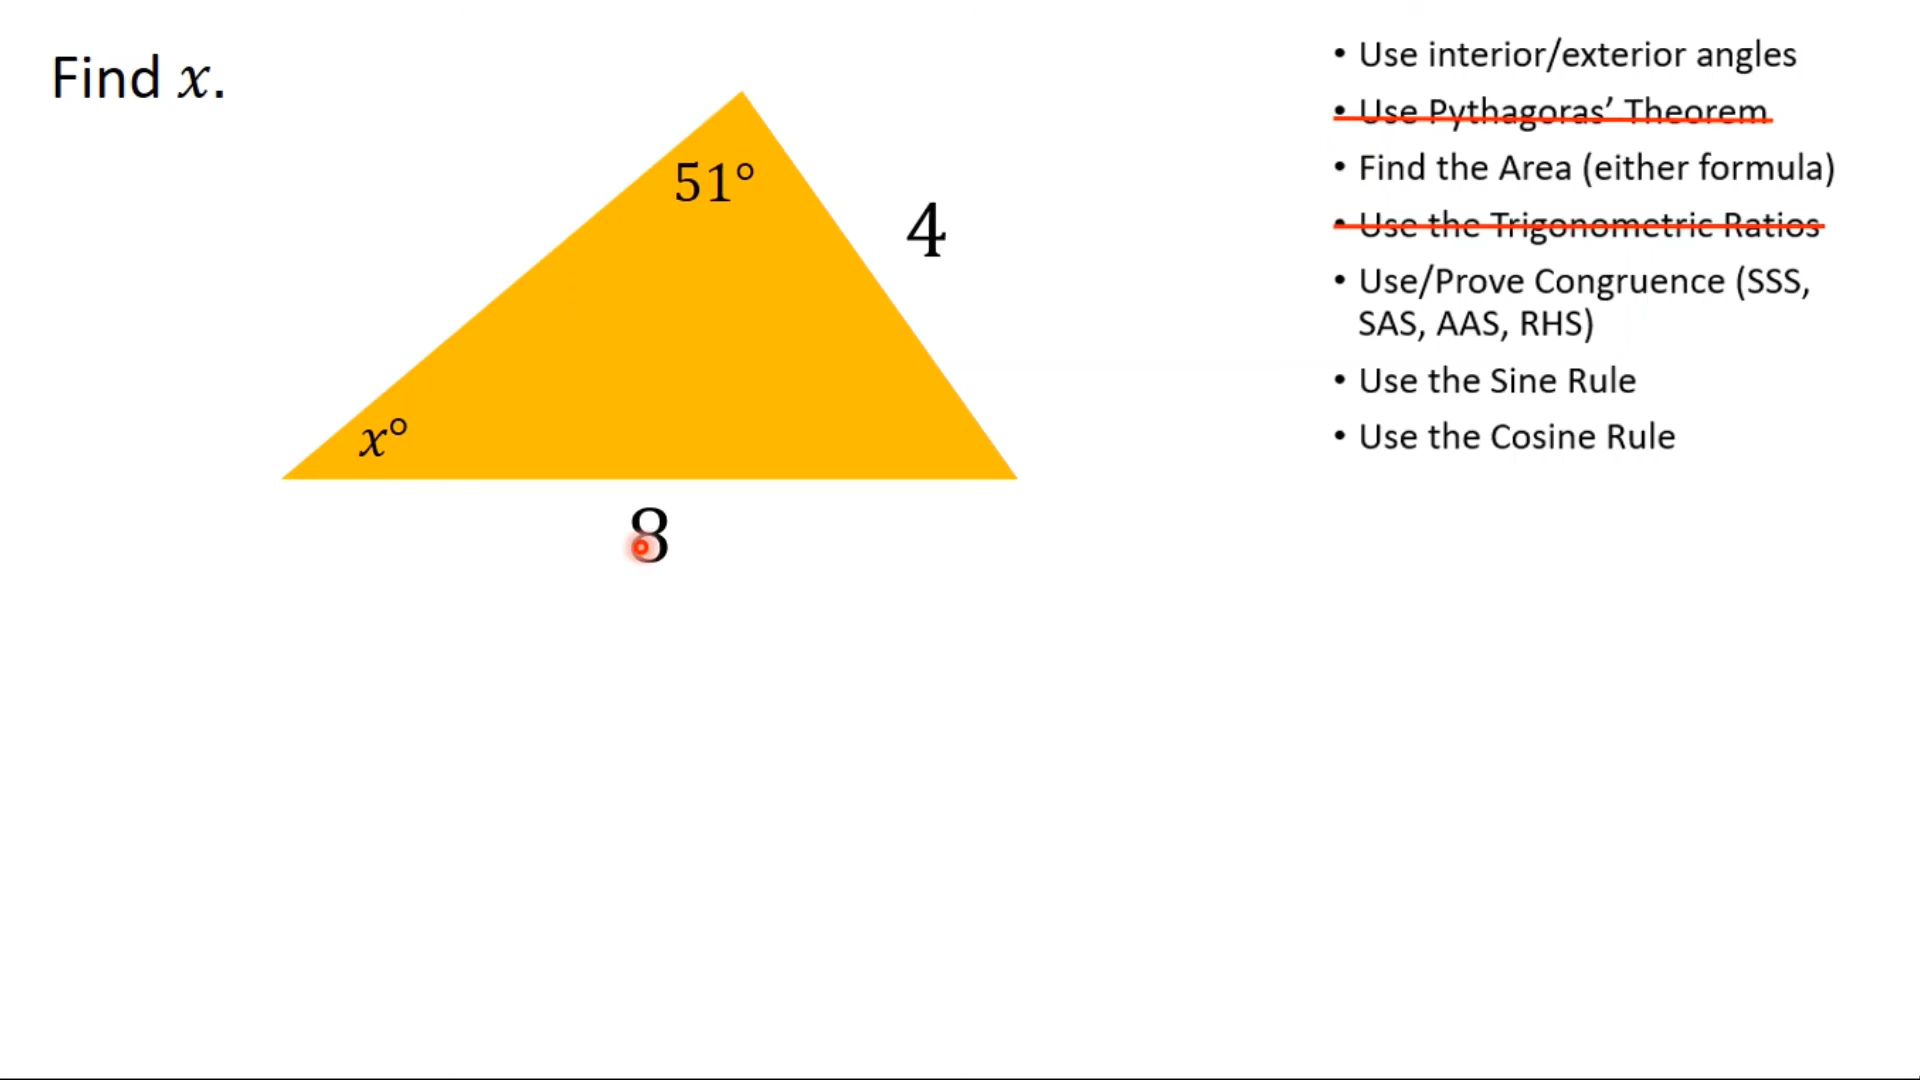 Find x.
51°
4
x°
8
• Use interior/exterior angles
• Use Pythagoras’ Theorem
• Find the Area (either formula)
• Use the Trigonometric Ratios
• Use/Prove Congruence (SSS,
SAS, AAS, RHS)
• Use the Sine Rule
• Use the Cosine Rule